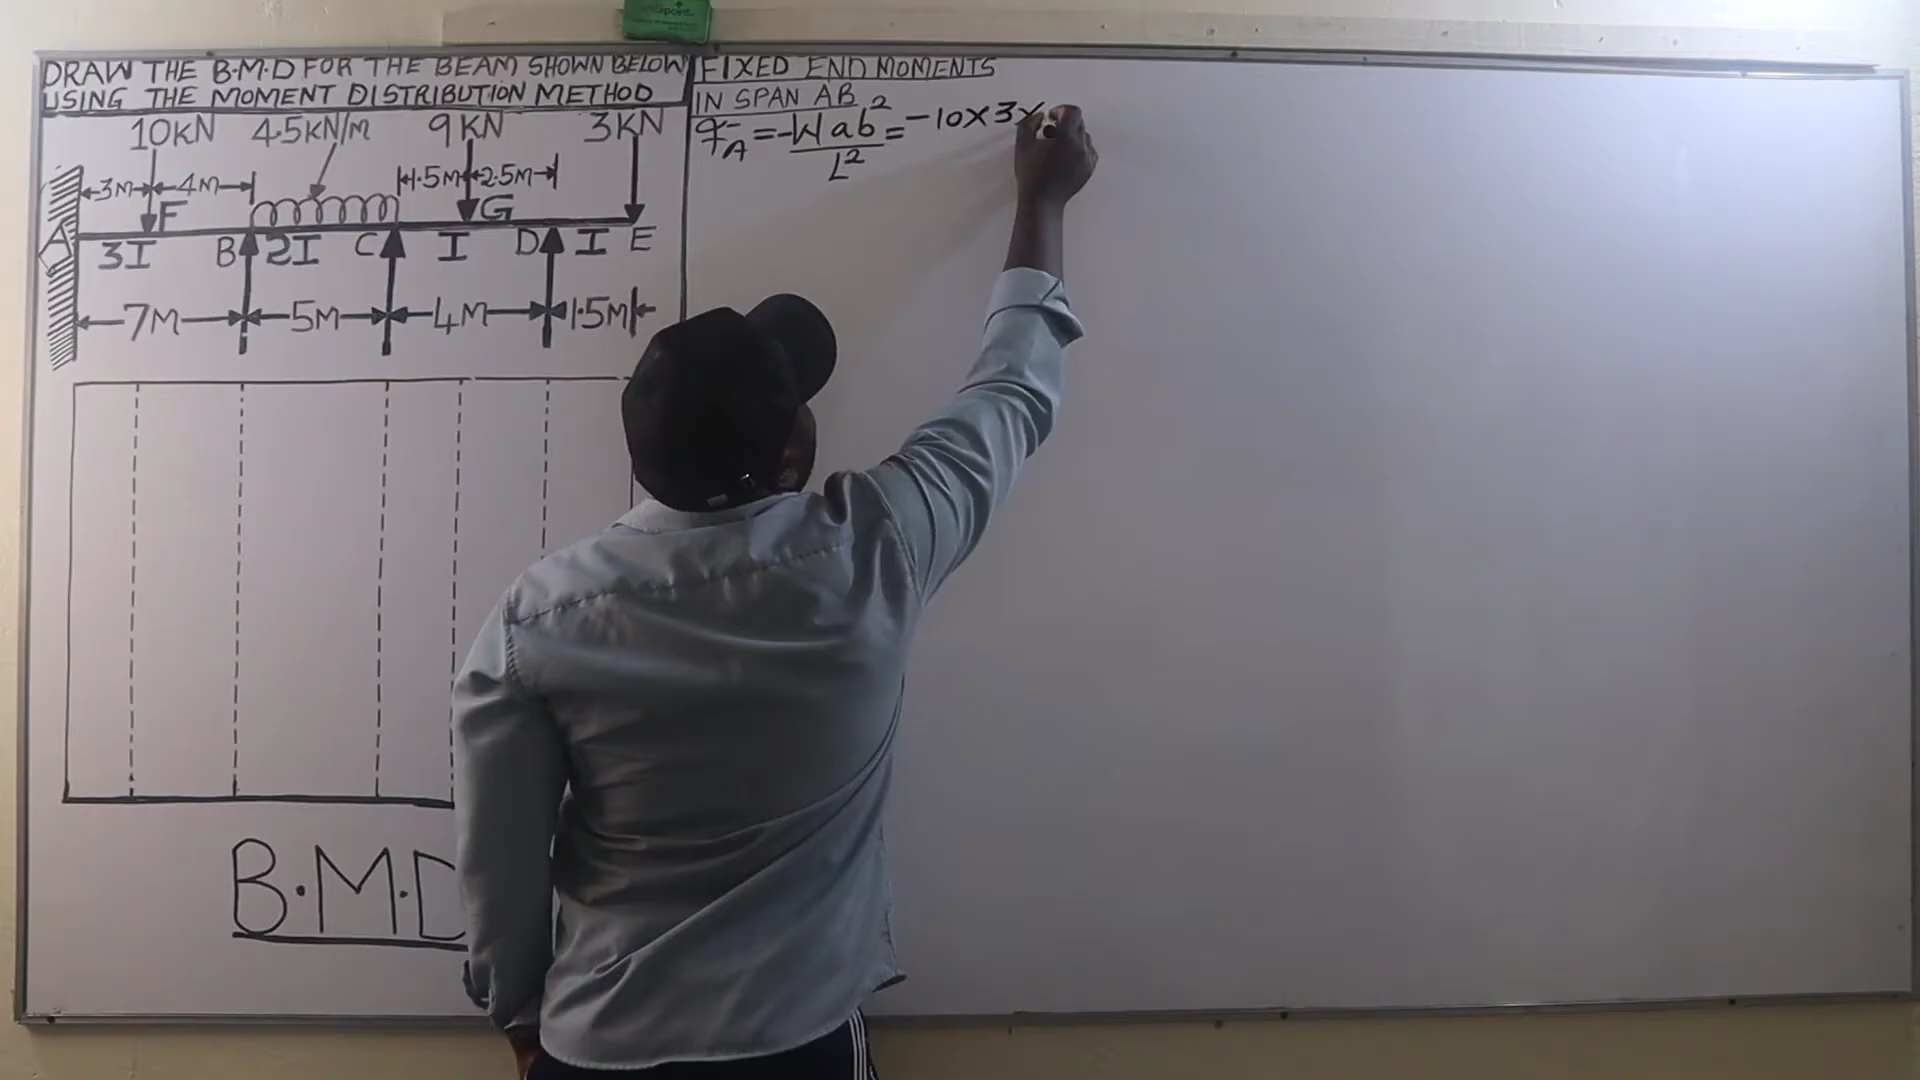 DRAW THE B.M.D FOR THE BEAM SHOWN BELOW
USING THE MOMENT DISTRIBUTION METHOD
10KN 4.5KN/M 9KN 3KN
3M 4M 1.5M 2.5M
F G
A B C D E
3I 2I I I
7M 5M 4M 1.5M
B.M.D
FIXED END MOMENTS
IN SPAN AB
A = -Wab² = -10×3×
L²